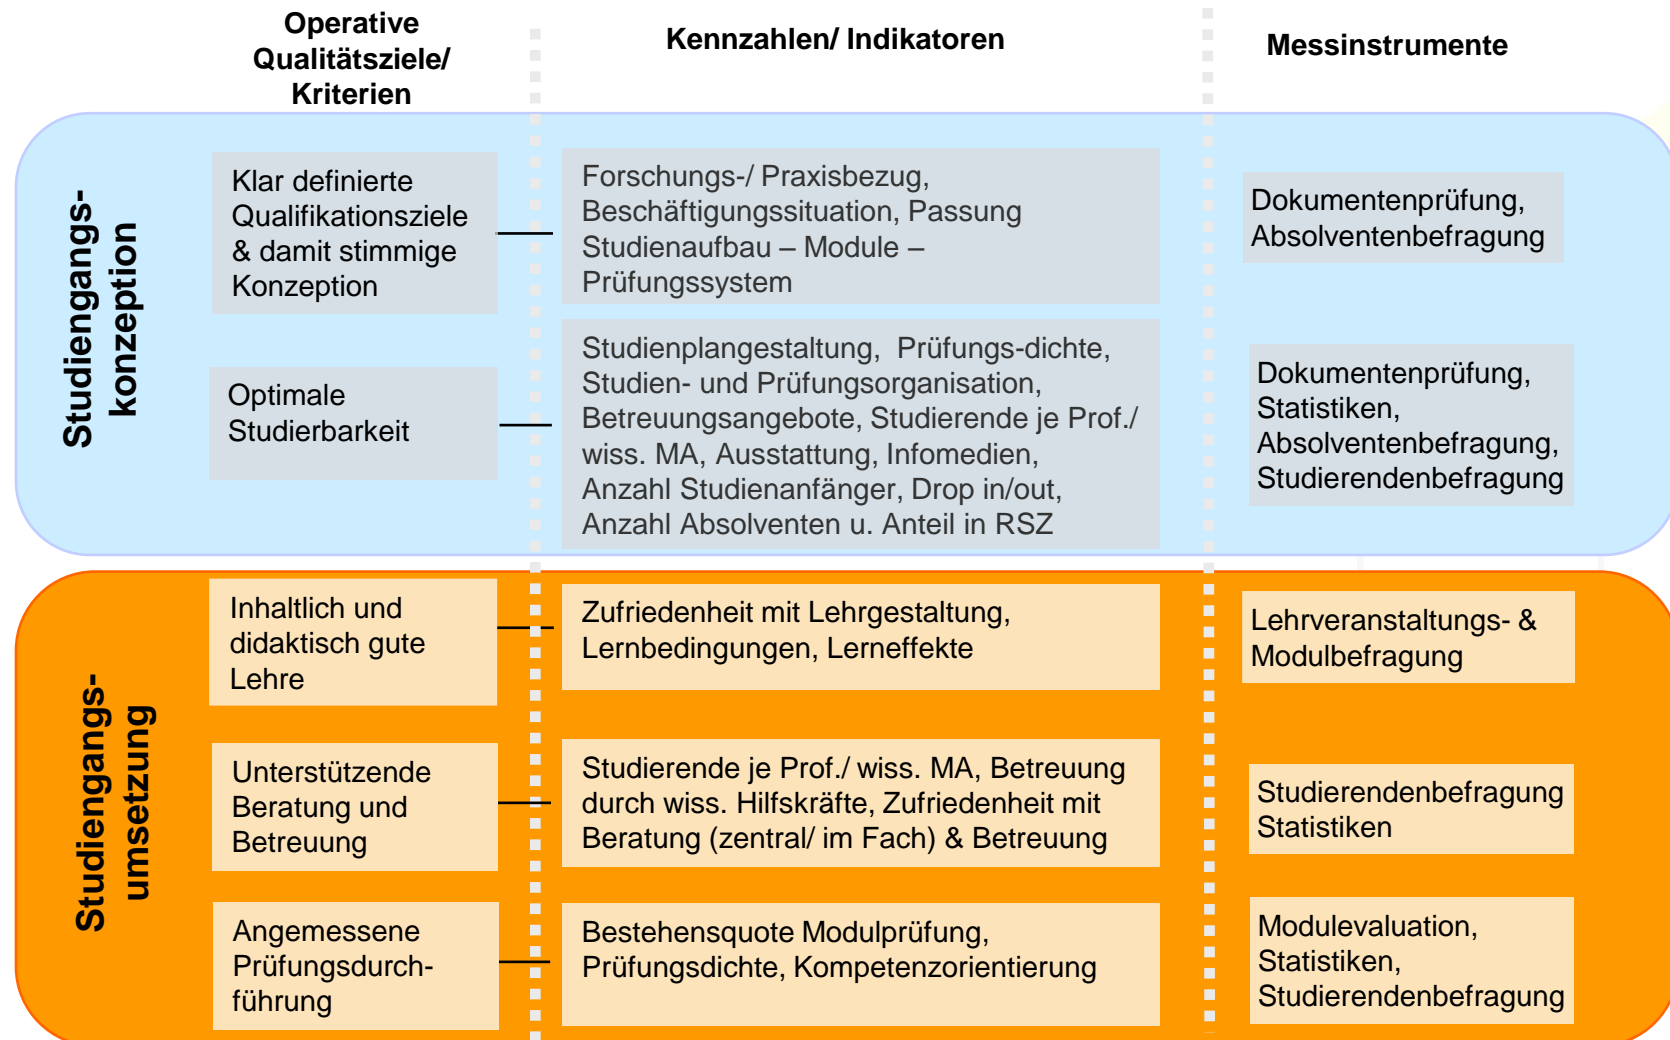 Operative
Qualitätsziele/
Kriterien
Kennzahlen/ Indikatoren
Messinstrumente
Studiengangs-
konzeption
Klar definierte
Qualifikationsziele
& damit stimmige
Konzeption
Forschungs-/ Praxisbezug,
Beschäftigungssituation, Passung
Studienaufbau – Module –
Prüfungssystem
Dokumentenprüfung,
Absolventenbefragung
Optimale
Studierbarkeit
Studienplangestaltung,  Prüfungs-dichte,
Studien- und Prüfungsorganisation,
Betreuungsangebote, Studierende je Prof./
wiss. MA, Ausstattung, Infomedien,
Anzahl Studienanfänger, Drop in/out,
Anzahl Absolventen u. Anteil in RSZ
Dokumentenprüfung,
Statistiken,
Absolventenbefragung,
Studierendenbefragung
Studiengangs-
umsetzung
Inhaltlich und
didaktisch gute
Lehre
Zufriedenheit mit Lehrgestaltung,
Lernbedingungen, Lerneffekte
Lehrveranstaltungs- &
Modulbefragung
Unterstützende
Beratung und
Betreuung
Studierende je Prof./ wiss. MA, Betreuung
durch wiss. Hilfskräfte, Zufriedenheit mit
Beratung (zentral/ im Fach) & Betreuung
Studierendenbefragung
Statistiken
Angemessene
Prüfungsdurch-
führung
Bestehensquote Modulprüfung,
Prüfungsdichte, Kompetenzorientierung
Modulevaluation,
Statistiken,
Studierendenbefragung